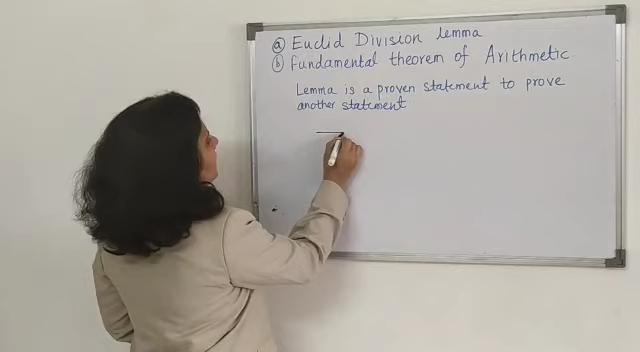 ⓐ Euclid Division lemma
ⓑ Fundamental theorem of Arithmetic
Lemma is a proven statement to prove
another statement